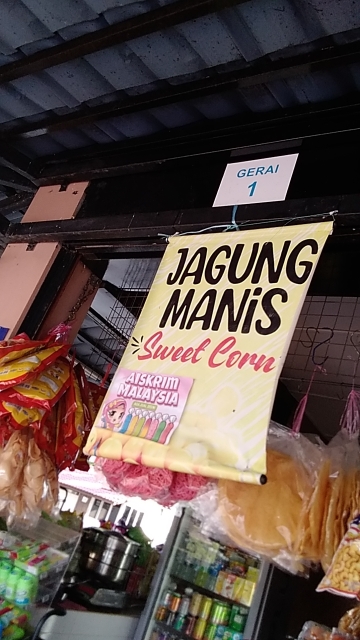 GERAI
1
JAGUNG
MANiS
Sweet Corn
AISKRIM
MALAYSIA